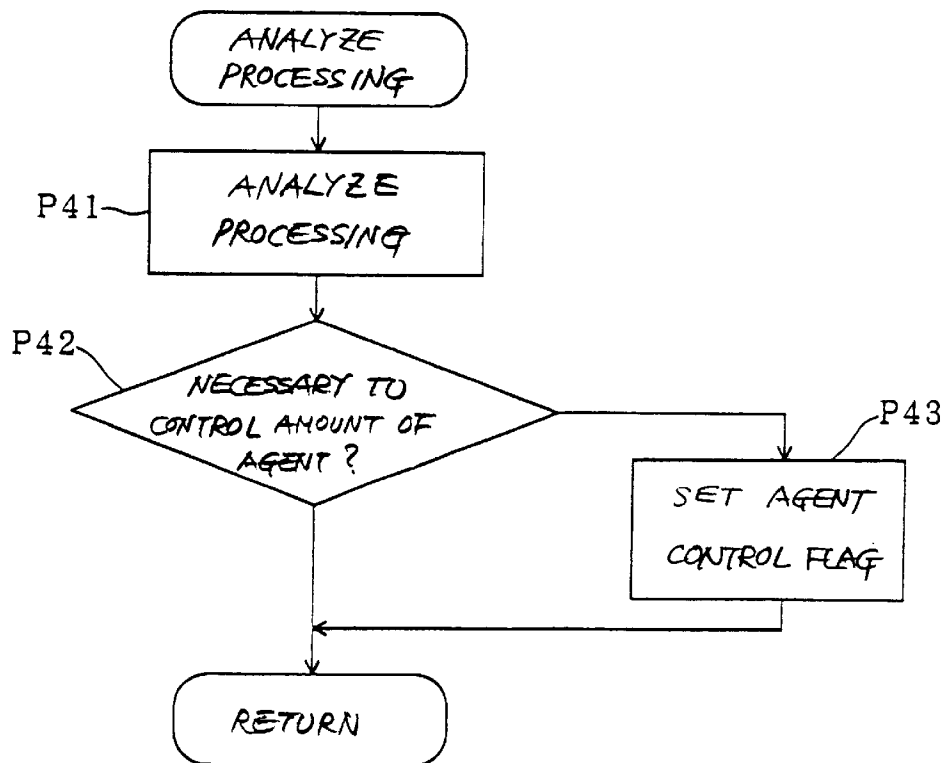 ANALYZE
PROCESSING
P41
ANALYZE
PROCESSING
P42
NECESSARY TO
CONTROL AMOUNT OF
AGENT?
P43
SET AGENT
CONTROL FLAG
RETURN